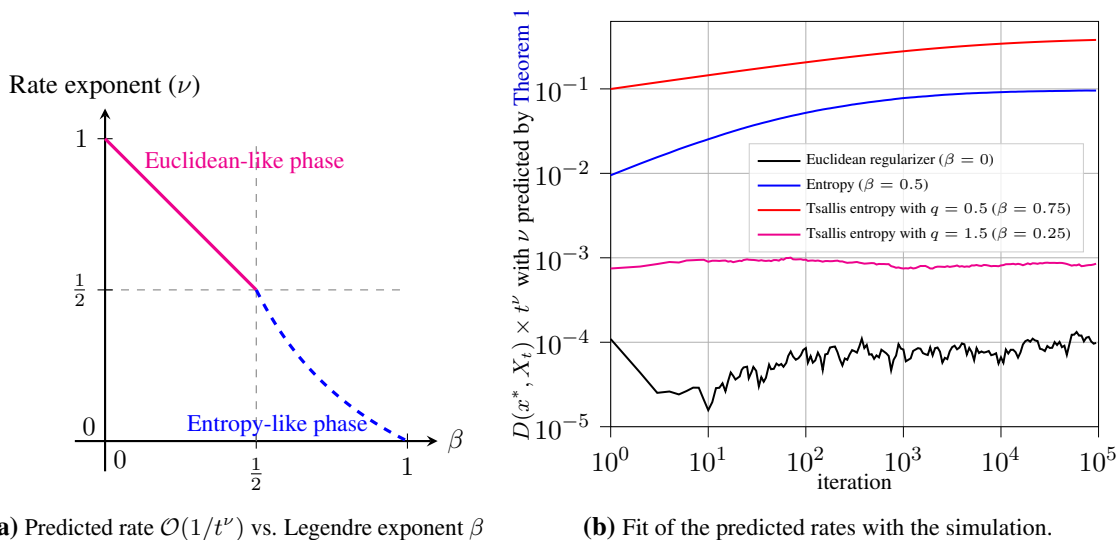 Rate exponent (ν)
1
Euclidean-like phase
1/2
Entropy-like phase
0
0
1/2
1
β
a) Predicted rate O(1/t^ν) vs. Legendre exponent β
D(x*, X_t) × t^ν with ν predicted by Theorem 1
10^−1
10^−2
10^−3
10^−4
10^−5
Euclidean regularizer (β = 0)
Entropy (β = 0.5)
Tsallis entropy with q = 0.5 (β = 0.75)
Tsallis entropy with q = 1.5 (β = 0.25)
10^0 10^1 10^2 10^3 10^4 10^5
iteration
(b) Fit of the predicted rates with the simulation.